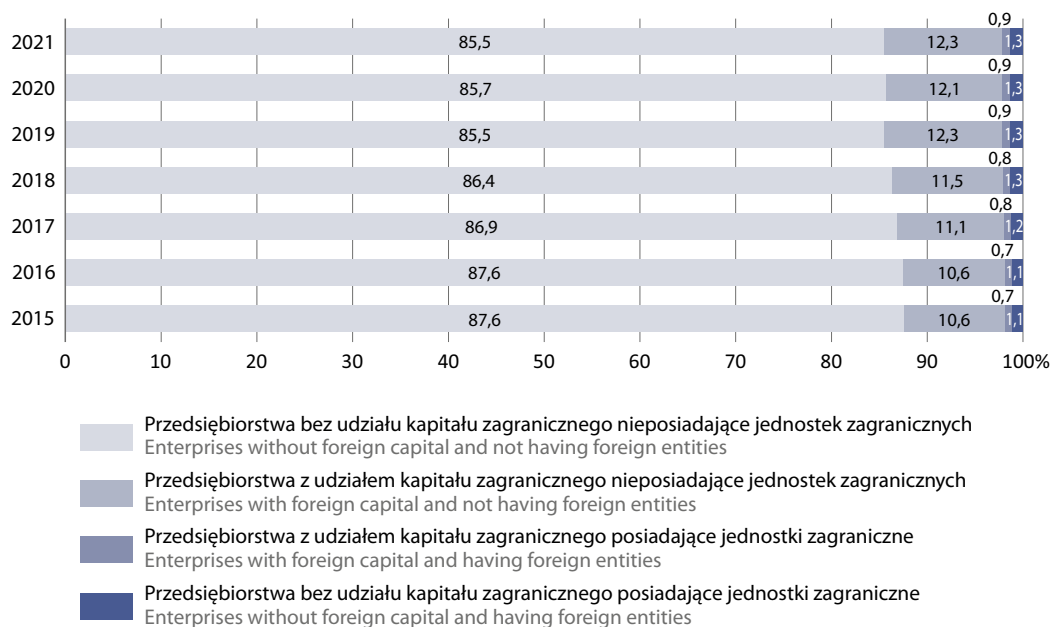 0,9
2021 85,5 12,3 1,3
0,9
2020 85,7 12,1 1,3
0,9
2019 85,5 12,3 1,3
0,8
2018 86,4 11,5 1,3
0,8
2017 86,9 11,1 1,2
0,7
2016 87,6 10,6 1,1
0,7
2015 87,6 10,6 1,1
0 10 20 30 40 50 60 70 80 90 100%
Przedsiębiorstwa bez udziału kapitału zagranicznego nieposiadające jednostek zagranicznych
Enterprises without foreign capital and not having foreign entities
Przedsiębiorstwa z udziałem kapitału zagranicznego nieposiadające jednostek zagranicznych
Enterprises with foreign capital and not having foreign entities
Przedsiębiorstwa z udziałem kapitału zagranicznego posiadające jednostki zagraniczne
Enterprises with foreign capital and having foreign entities
Przedsiębiorstwa bez udziału kapitału zagranicznego posiadające jednostki zagraniczne
Enterprises without foreign capital and having foreign entities